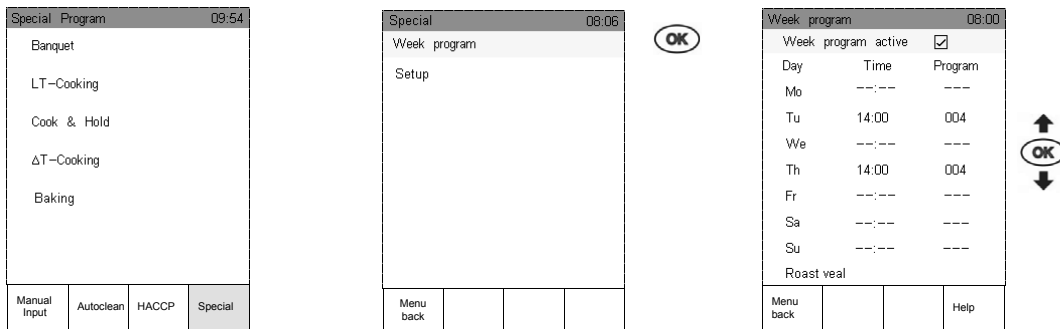 Special Program 09:54
Banquet
LT-Cooking
Cook & Hold
ΔT-Cooking
Baking
Manual Input Autoclean HACCP Special
Special 08:06
Week program
Setup
Menu back
OK
Week program 08:00
Week program active
Day Time Program
Mo --:-- ---
Tu 14:00 004
We --:-- ---
Th 14:00 004
Fr --:-- ---
Sa --:-- ---
Su --:-- ---
Roast veal
Menu back Help
OK